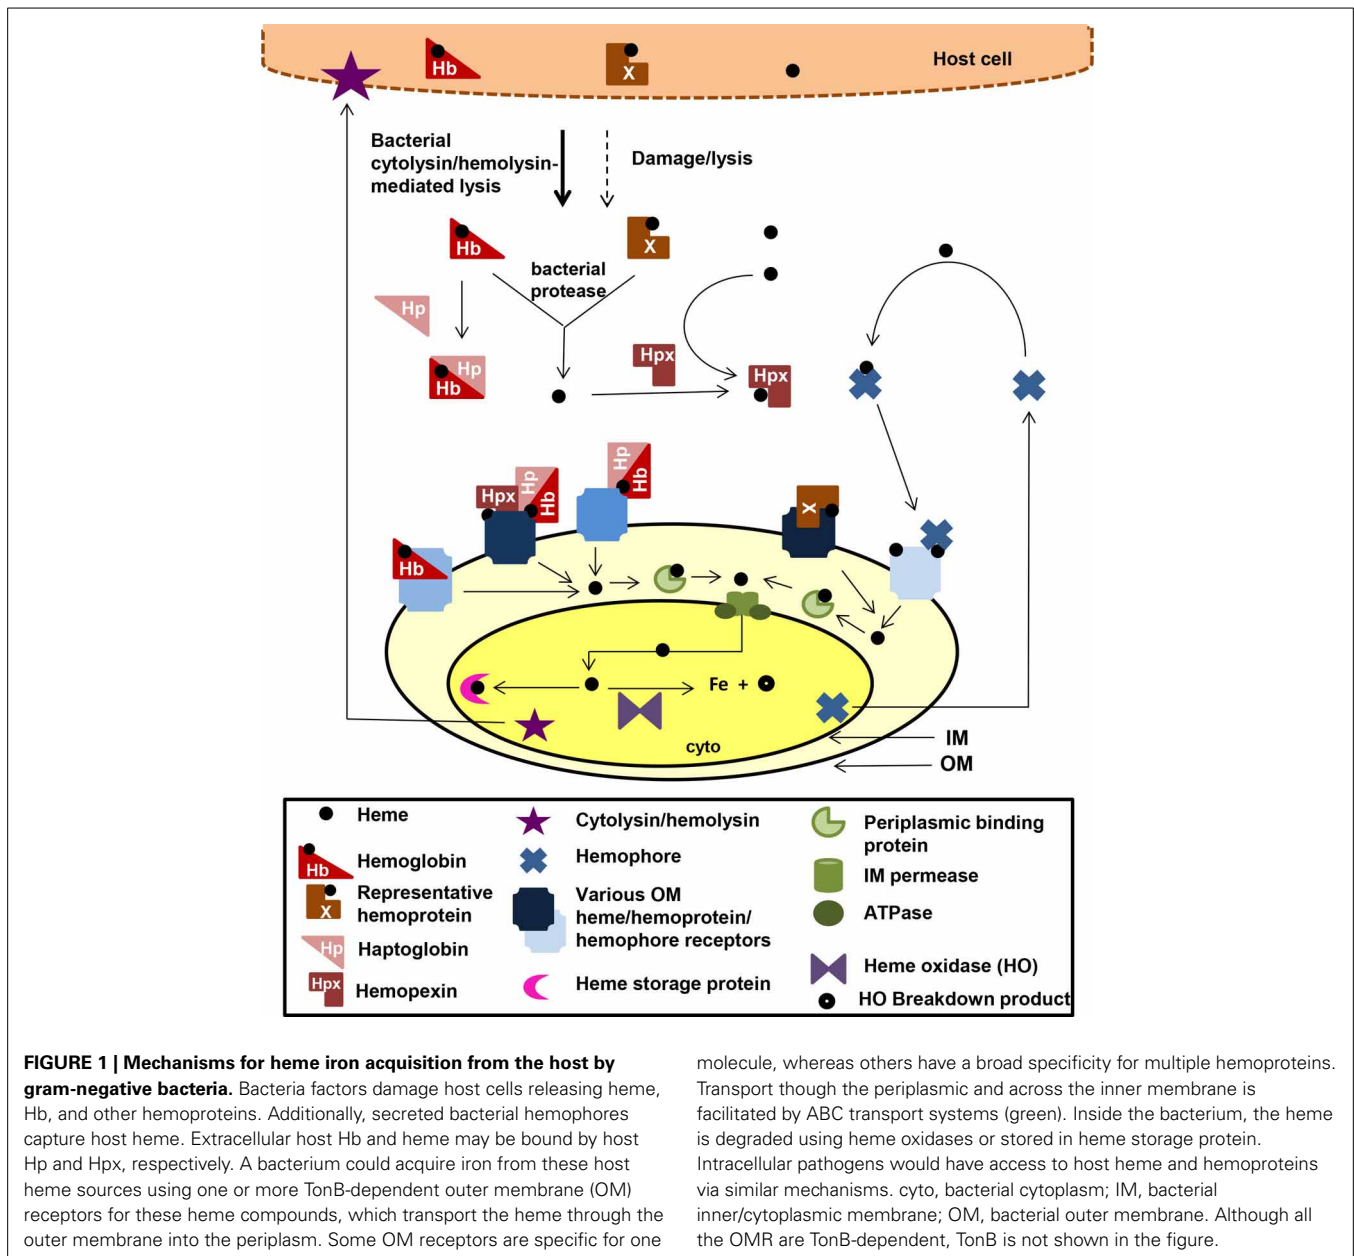 Host cell
Hb
X
Bacterial
cytolysin/hemolysin-
mediated lysis
Damage/lysis
Hb
X
bacterial
protease
Hp
Hpx
Hp
Hb
Hpx
Hp
Hb
Hpx
Hp
Hb
X
Hb
Fe + 
cyto
IM
OM
Heme
Hb
Hemoglobin
X
Representative
hemoprotein
Hp
Haptoglobin
Hpx
Hemopexin
Cytolysin/hemolysin
Hemophore
Various OM
heme/hemoprotein/
hemophore receptors
Heme storage protein
Periplasmic binding
protein
IM permease
ATPase
Heme oxidase (HO)
HO Breakdown product
FIGURE 1 | Mechanisms for heme iron acquisition from the host by
gram-negative bacteria. Bacteria factors damage host cells releasing heme,
Hb, and other hemoproteins. Additionally, secreted bacterial hemophores
capture host heme. Extracellular host Hb and heme may be bound by host
Hp and Hpx, respectively. A bacterium could acquire iron from these host
heme sources using one or more TonB-dependent outer membrane (OM)
receptors for these heme compounds, which transport the heme through the
outer membrane into the periplasm. Some OM receptors are specific for one
molecule, whereas others have a broad specificity for multiple hemoproteins.
Transport though the periplasmic and across the inner membrane is
facilitated by ABC transport systems (green). Inside the bacterium, the heme
is degraded using heme oxidases or stored in heme storage protein.
Intracellular pathogens would have access to host heme and hemoproteins
via similar mechanisms. cyto, bacterial cytoplasm; IM, bacterial
inner/cytoplasmic membrane; OM, bacterial outer membrane. Although all
the OMR are TonB-dependent, TonB is not shown in the figure.